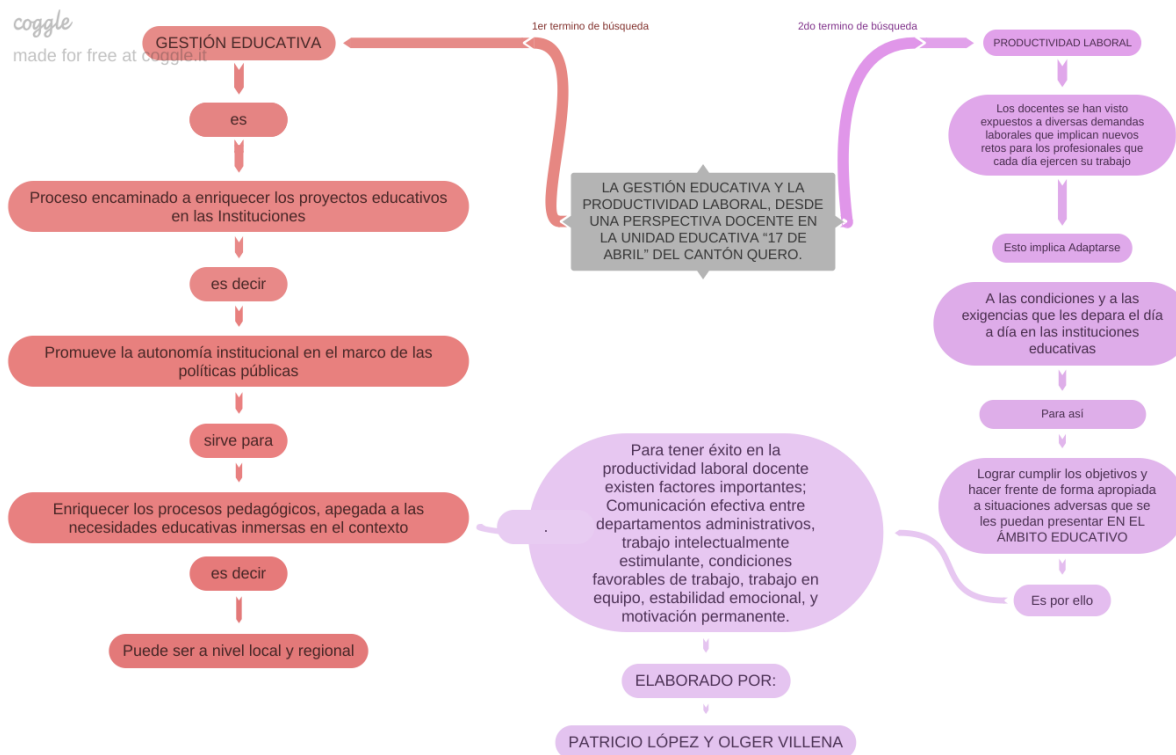 coggle
made for free at coggle.it
1er termino de búsqueda
2do termino de búsqueda
GESTIÓN EDUCATIVA
es
Proceso encaminado a enriquecer los proyectos educativos
en las Instituciones
es decir
Promueve la autonomía institucional en el marco de las
políticas públicas
sirve para
Enriquecer los procesos pedagógicos, apegada a las
necesidades educativas inmersas en el contexto
es decir
Puede ser a nivel local y regional
LA GESTIÓN EDUCATIVA Y LA
PRODUCTIVIDAD LABORAL, DESDE
UNA PERSPECTIVA DOCENTE EN
LA UNIDAD EDUCATIVA “17 DE
ABRIL” DEL CANTÓN QUERO.
PRODUCTIVIDAD LABORAL
Los docentes se han visto
expuestos a diversas demandas
laborales que implican nuevos
retos para los profesionales que
cada día ejercen su trabajo
Esto implica Adaptarse
A las condiciones y a las
exigencias que les depara el día
a día en las instituciones
educativas
Para así
Lograr cumplir los objetivos y
hacer frente de forma apropiada
a situaciones adversas que se
les puedan presentar EN EL
ÁMBITO EDUCATIVO
Es por ello
Para tener éxito en la
productividad laboral docente
existen factores importantes;
Comunicación efectiva entre
departamentos administrativos,
trabajo intelectualmente
estimulante, condiciones
favorables de trabajo, trabajo en
equipo, estabilidad emocional, y
motivación permanente.
.
ELABORADO POR:
PATRICIO LÓPEZ Y OLGER VILLENA